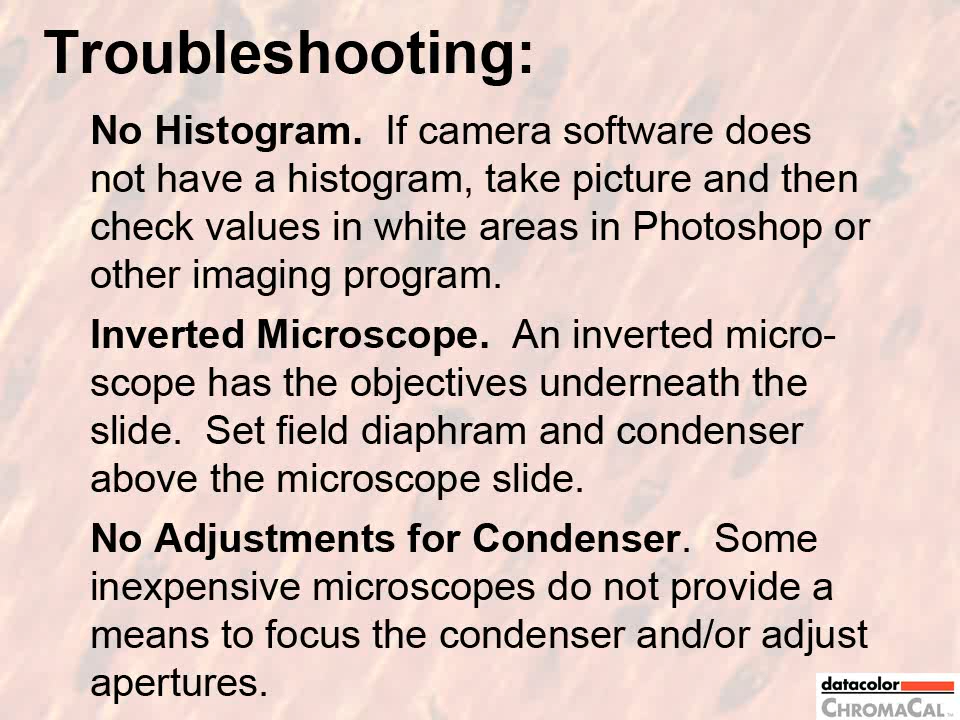 Troubleshooting:
No Histogram.  If camera software does
not have a histogram, take picture and then
check values in white areas in Photoshop or
other imaging program.
Inverted Microscope.  An inverted micro-
scope has the objectives underneath the
slide.  Set field diaphram and condenser
above the microscope slide.
No Adjustments for Condenser.  Some
inexpensive microscopes do not provide a
means to focus the condenser and/or adjust
apertures.
datacolor
CHROMACAL™